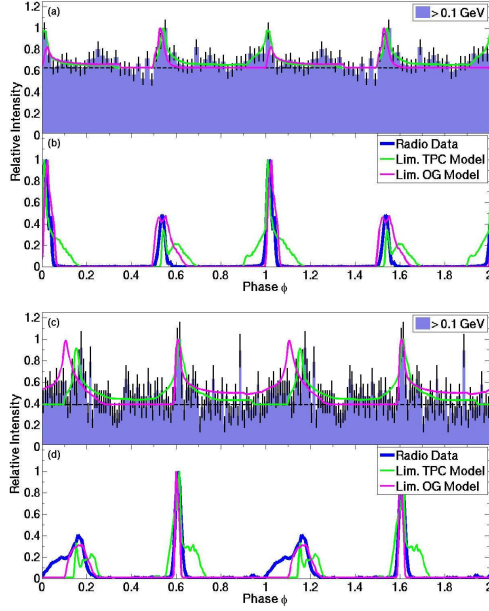 (a)
> 0.1 GeV
1
0.8
0.6
0.4
0.2
0
Relative Intensity
(b)
Radio Data
Lim. TPC Model
Lim. OG Model
1
0.8
0.6
0.4
0.2
0
0 0.2 0.4 0.6 0.8 1.0 1.2 1.4 1.6 1.8 2
Phase ϕ
(c)
> 0.1 GeV
1
0.8
0.6
0.4
0.2
0
Relative Intensity
(d)
Radio Data
Lim. TPC Model
Lim. OG Model
1
0.8
0.6
0.4
0.2
0
0 0.2 0.4 0.6 0.8 1.0 1.2 1.4 1.6 1.8 2
Phase ϕ